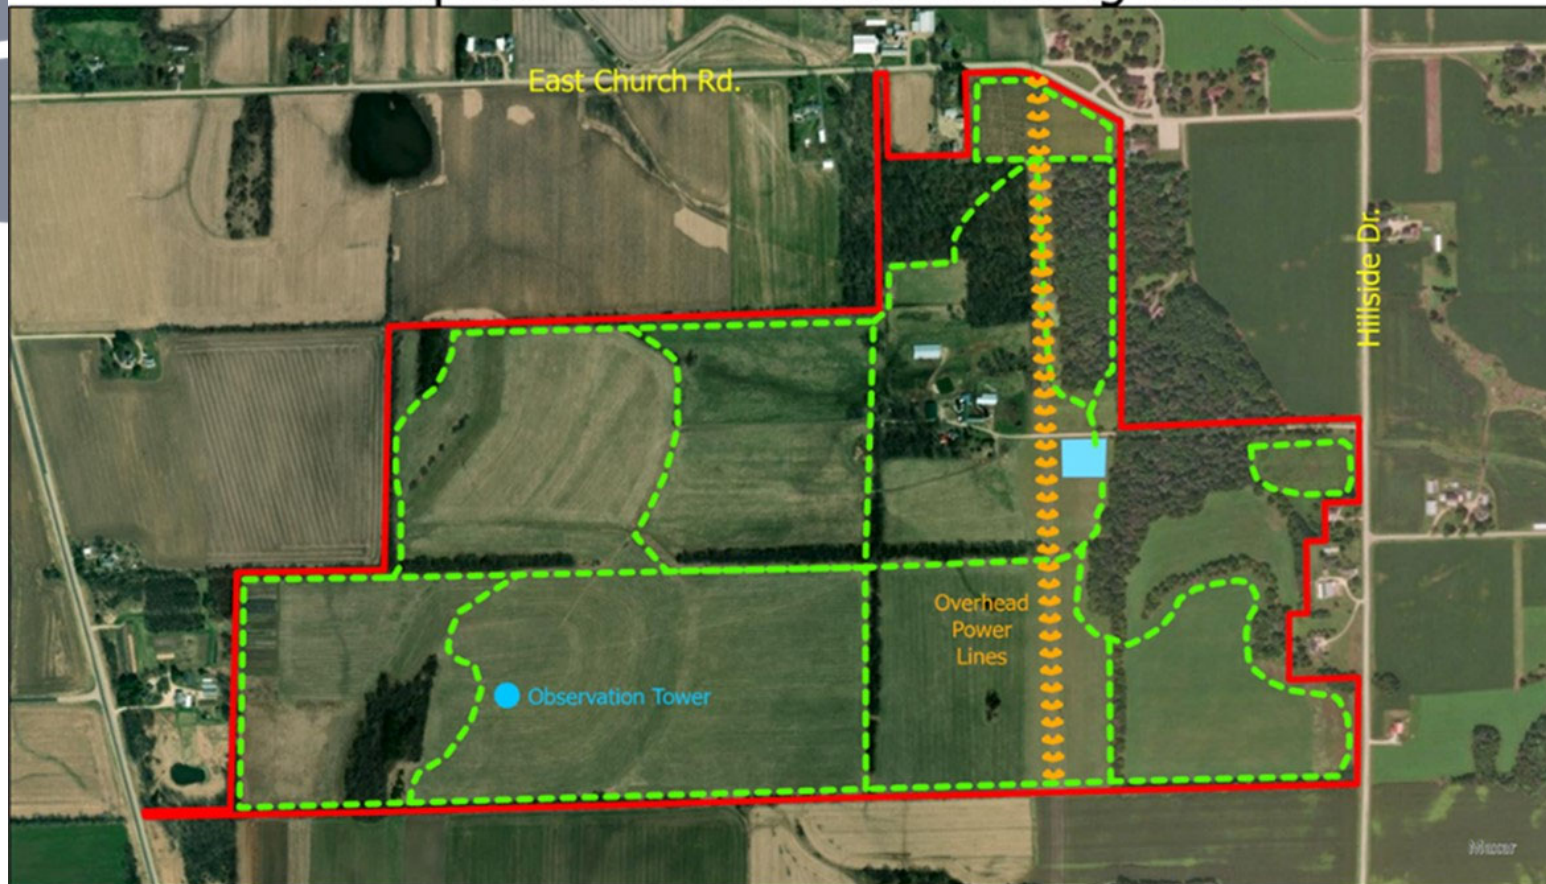 East Church Rd.
Hillside Dr.
Overhead
Power
Lines
Observation Tower
Maxar